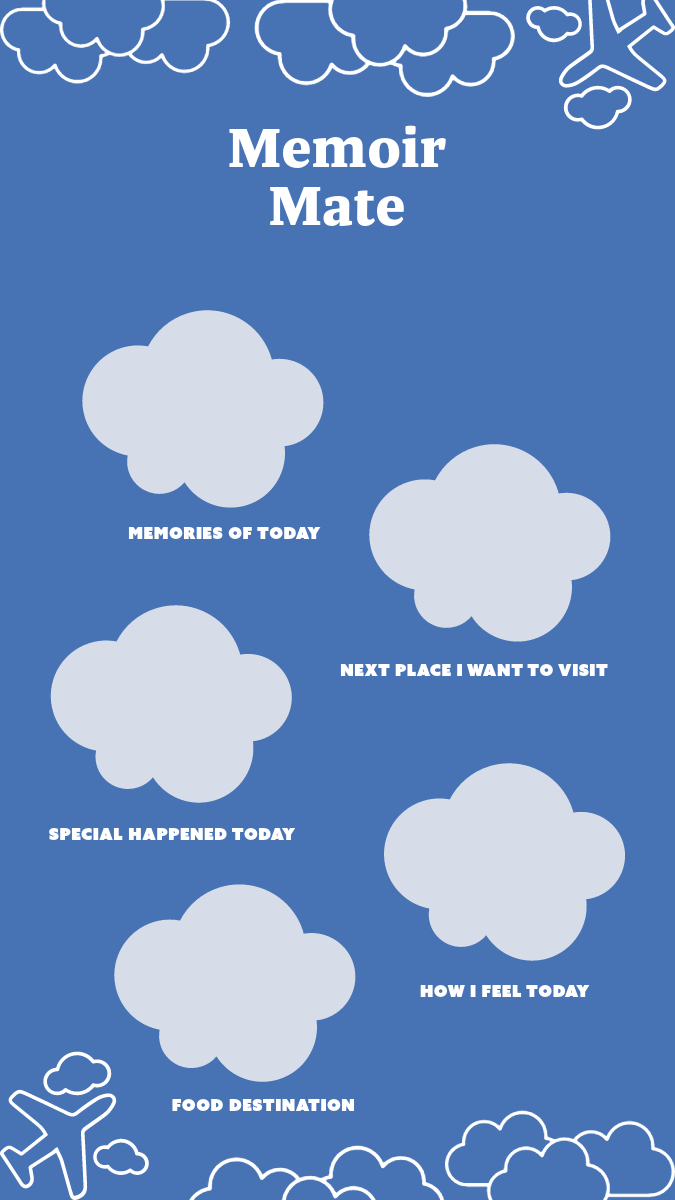 Memoir
Mate
MEMORIES OF TODAY
NEXT PLACE I WANT TO VISIT
SPECIAL HAPPENED TODAY
HOW I FEEL TODAY
FOOD DESTINATION